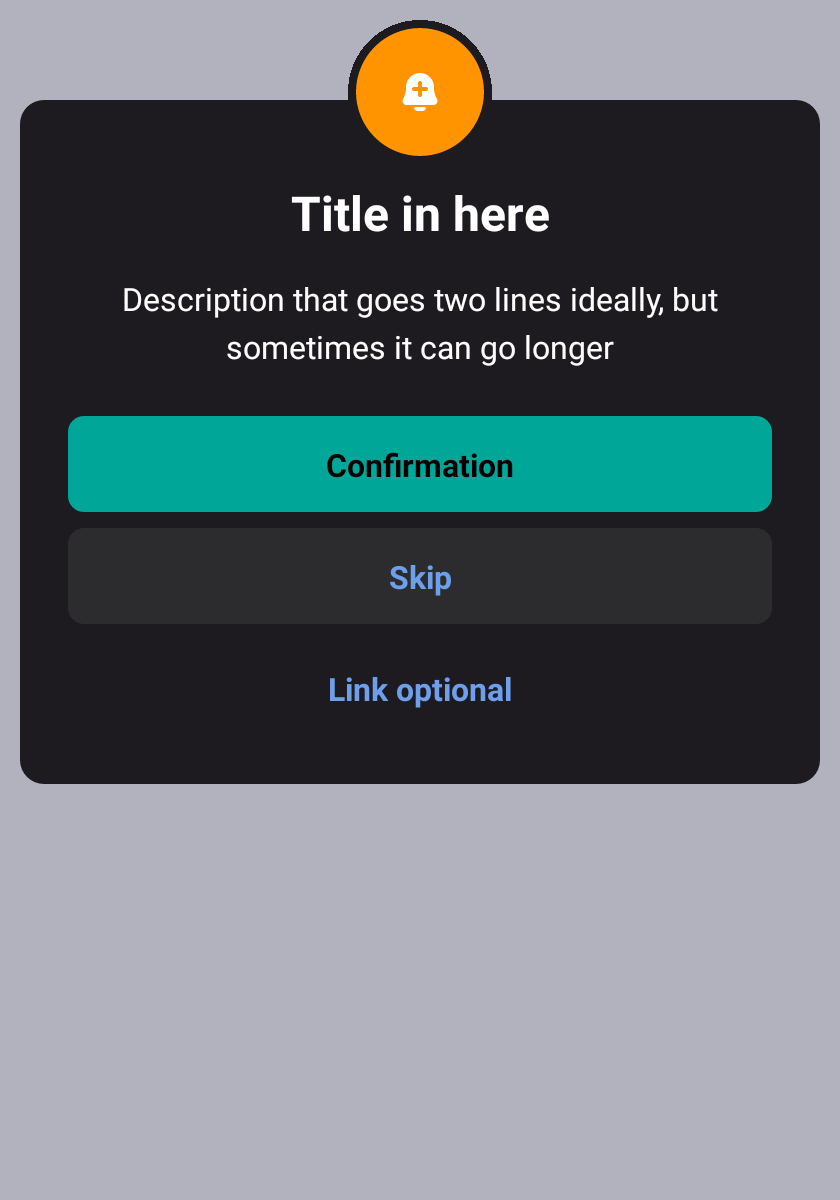 Title in here
Description that goes two lines ideally, but
sometimes it can go longer
Confirmation
Skip
Link optional